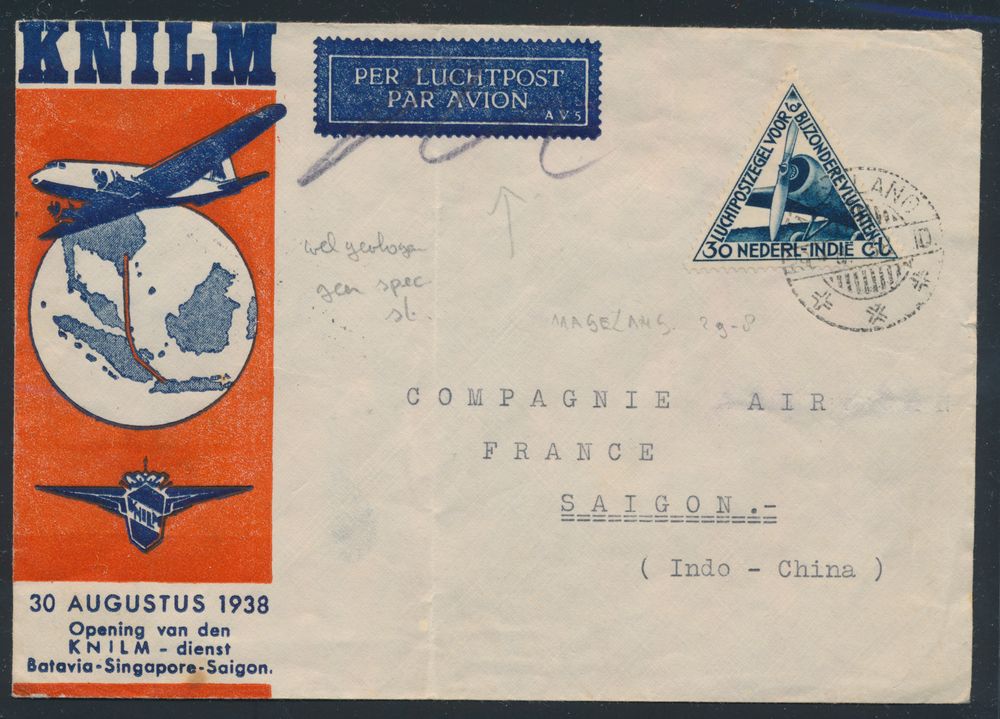 KNILM
PER LUCHTPOST
PAR AVION
AV5
LUCHTPOSTZEGEL VOOR BIJZONDERE VLUCHTEN
30 NEDERL-INDIË ct
wel gevlogen
geen spec
st.
MAGELANG 29-8
COMPAGNIE AIR
FRANCE
SAIGON.-
( Indo - China )
KNILM
30 AUGUSTUS 1938
Opening van den
KNILM - dienst
Batavia-Singapore-Saigon.